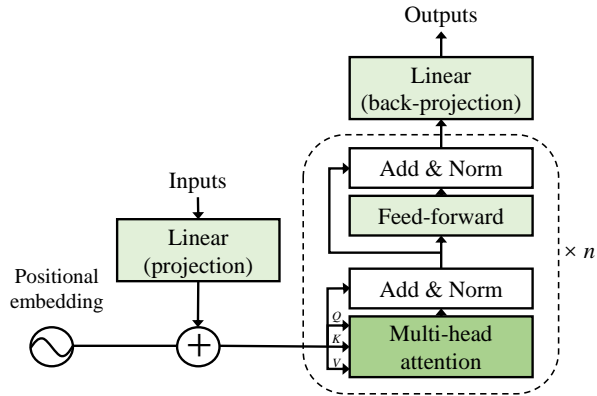 Outputs
Linear
(back-projection)
Add & Norm
Inputs
Feed-forward
Linear
(projection)
× n
Positional
embedding
Add & Norm
Q
K
V
Multi-head
attention